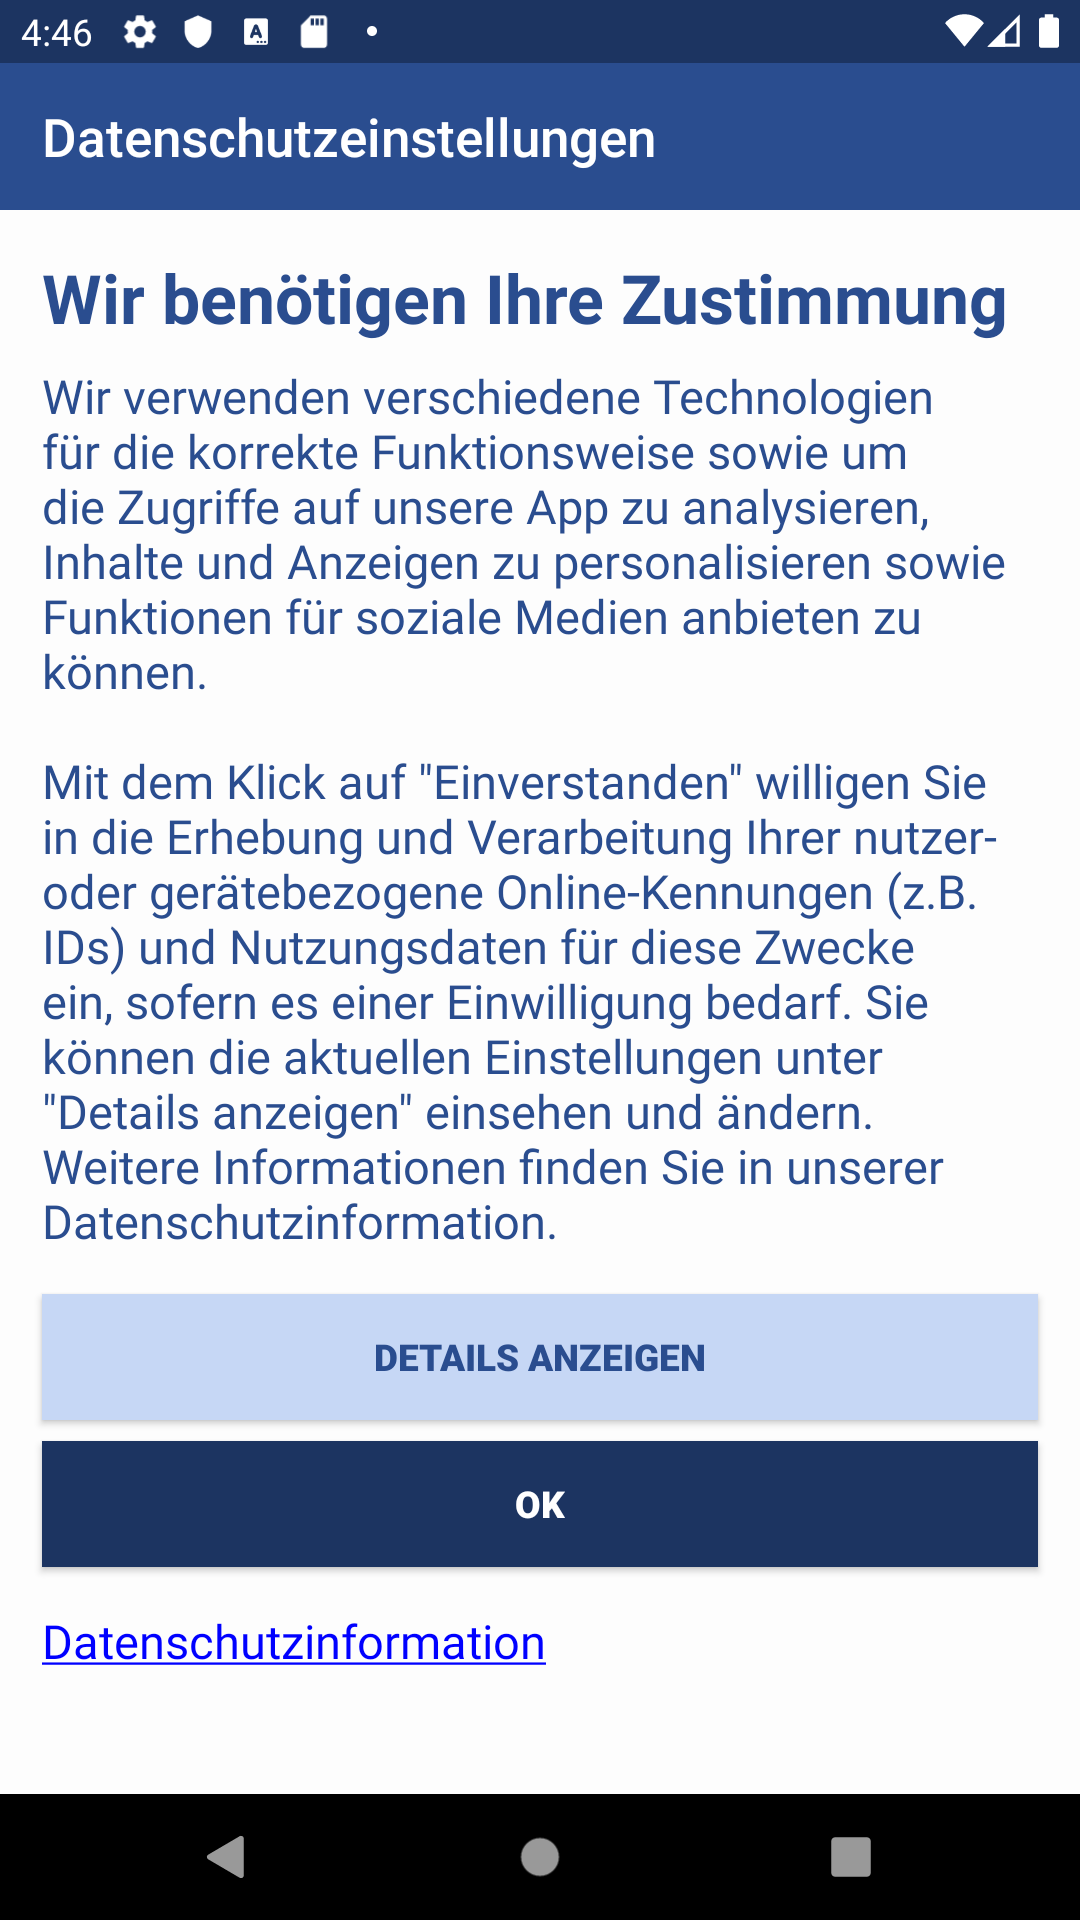 4:46
Datenschutzeinstellungen
Wir benötigen Ihre Zustimmung
Wir verwenden verschiedene Technologien
für die korrekte Funktionsweise sowie um
die Zugriffe auf unsere App zu analysieren,
Inhalte und Anzeigen zu personalisieren sowie
Funktionen für soziale Medien anbieten zu
können.
Mit dem Klick auf "Einverstanden" willigen Sie
in die Erhebung und Verarbeitung Ihrer nutzer-
oder gerätebezogene Online-Kennungen (z.B.
IDs) und Nutzungsdaten für diese Zwecke
ein, sofern es einer Einwilligung bedarf. Sie
können die aktuellen Einstellungen unter
"Details anzeigen" einsehen und ändern.
Weitere Informationen finden Sie in unserer
Datenschutzinformation.
DETAILS ANZEIGEN
OK
Datenschutzinformation